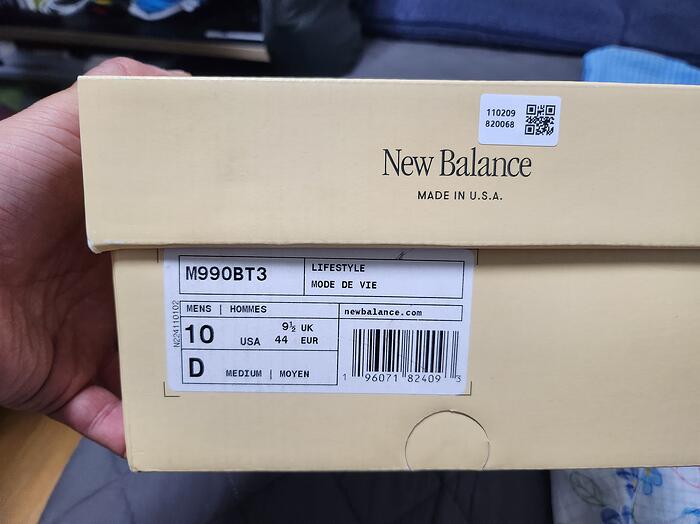 110209
820068
New Balance
MADE IN U.S.A.
M990BT3
LIFESTYLE
MODE DE VIE
MENS | HOMMES
newbalance.com
10 USA
9½ UK
44 EUR
D MEDIUM | MOYEN
1 96071 82409 3
N224110102